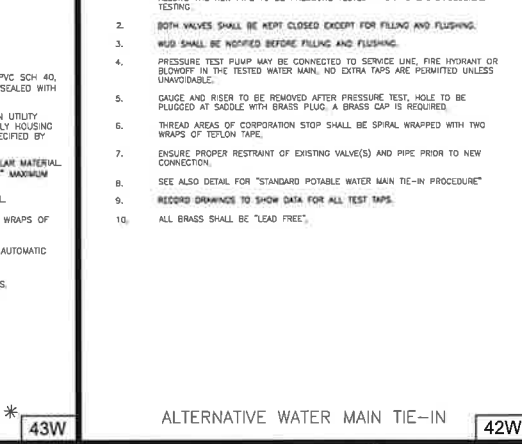 PVC SCH 40,
SEALED WITH
N UTILITY
LY HOUSING
ECIFIED BY
LAR MATERIAL
" MAXIMUM
L.
WRAPS OF
AUTOMATIC
S.
* 43W
TESTING.
2. BOTH VALVES SHALL BE KEPT CLOSED EXCEPT FOR FILLING AND FLUSHING.
3. WUD SHALL BE NOTIFIED BEFORE FILLING AND FLUSHING.
4. PRESSURE TEST PUMP MAY BE CONNECTED TO SERVICE LINE, FIRE HYDRANT OR
BLOWOFF IN THE TESTED WATER MAIN. NO EXTRA TAPS ARE PERMITTED UNLESS
UNAVOIDABLE.
5. GAUGE AND RISER TO BE REMOVED AFTER PRESSURE TEST, HOLE TO BE
PLUGGED AT SADDLE WITH BRASS PLUG. A BRASS CAP IS REQUIRED.
6. THREAD AREAS OF CORPORATION STOP SHALL BE SPIRAL WRAPPED WITH TWO
WRAPS OF TEFLON TAPE.
7. ENSURE PROPER RESTRAINT OF EXISTING VALVE(S) AND PIPE PRIOR TO NEW
CONNECTION.
8. SEE ALSO DETAIL FOR "STANDARD POTABLE WATER MAIN TIE-IN PROCEDURE"
9. RECORD DRAWINGS TO SHOW DATA FOR ALL TEST TAPS.
10. ALL BRASS SHALL BE "LEAD FREE".
ALTERNATIVE WATER MAIN TIE-IN
42W